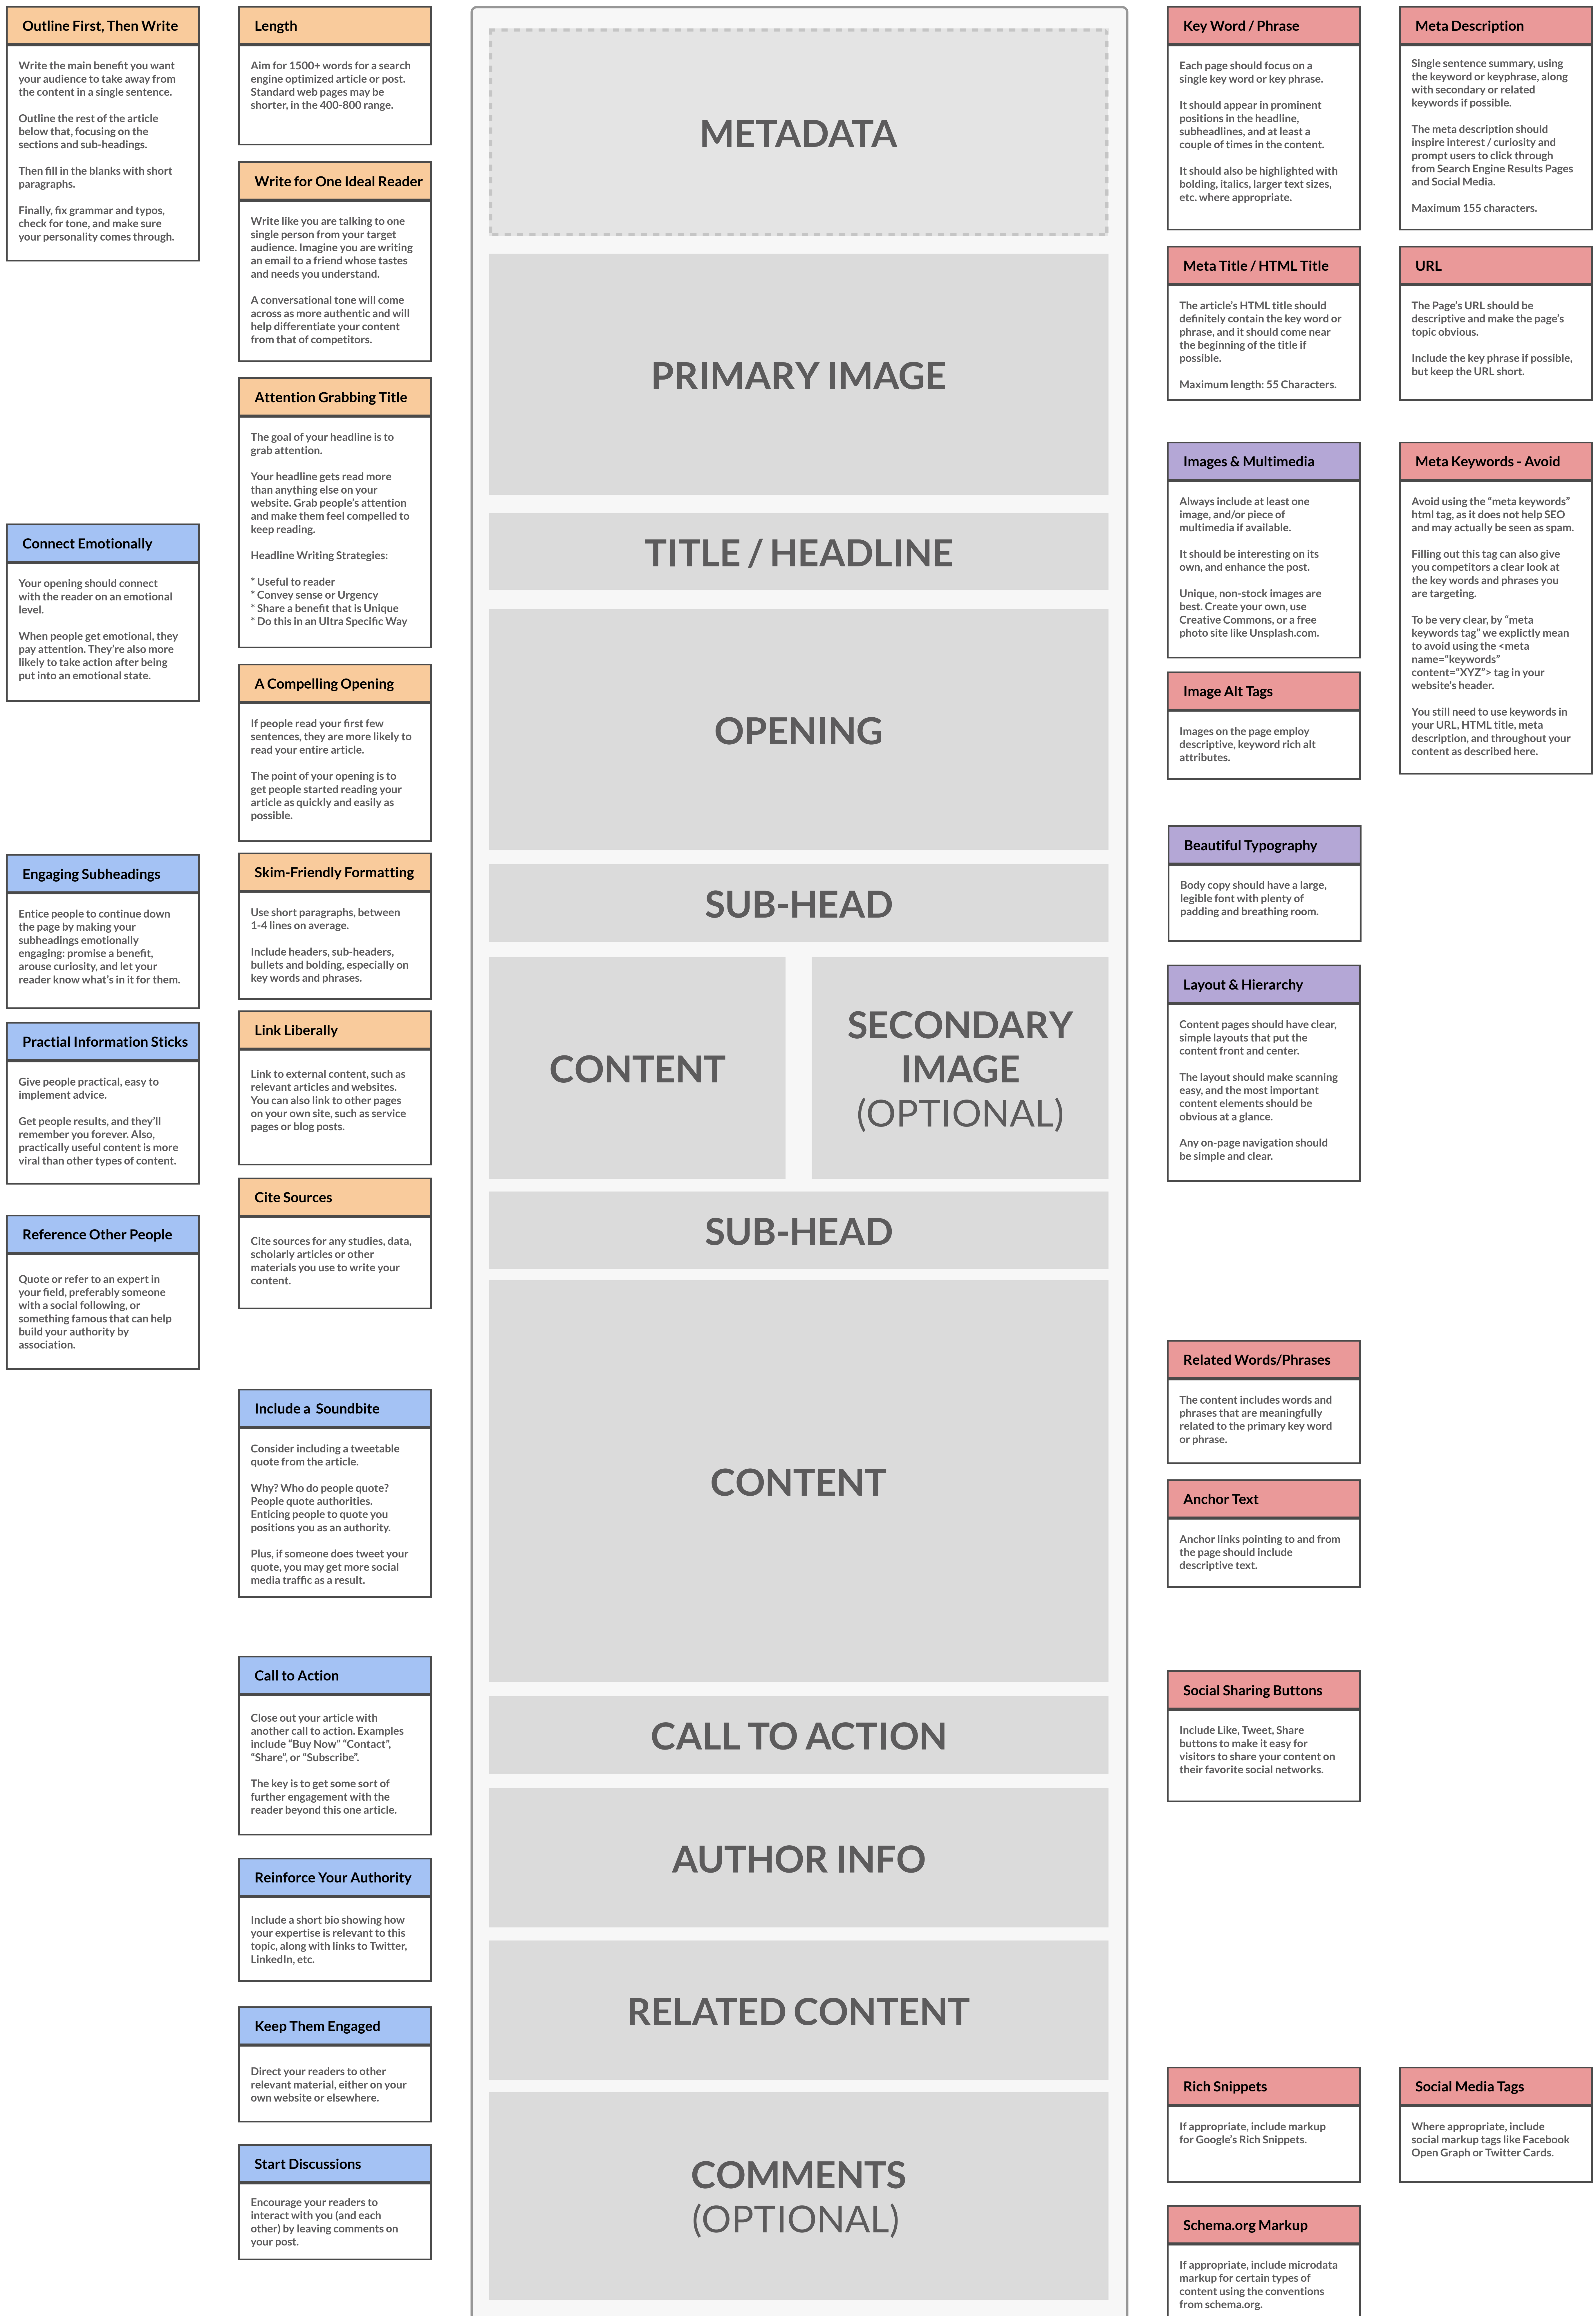 Outline First, Then Write
Write the main benefit you want
your audience to take away from
the content in a single sentence.
Outline the rest of the article
below that, focusing on the
sections and sub-headings.
Then fill in the blanks with short
paragraphs.
Finally, fix grammar and typos,
check for tone, and make sure
your personality comes through.
Connect Emotionally
Your opening should connect
with the reader on an emotional
level.
When people get emotional, they
pay attention. They're also more
likely to take action after being
put into an emotional state.
Engaging Subheadings
Entice people to continue down
the page by making your
subheadings emotionally
engaging: promise a benefit,
arouse curiosity, and let your
reader know what's in it for them.
Practial Information Sticks
Give people practical, easy to
implement advice.
Get people results, and they'll
remember you forever. Also,
practically useful content is more
viral than other types of content.
Reference Other People
Quote or refer to an expert in
your field, preferably someone
with a social following, or
something famous that can help
build your authority by
association.
Length
Aim for 1500+ words for a search
engine optimized article or post.
Standard web pages may be
shorter, in the 400-800 range.
Write for One Ideal Reader
Write like you are talking to one
single person from your target
audience. Imagine you are writing
an email to a friend whose tastes
and needs you understand.
A conversational tone will come
across as more authentic and will
help differentiate your content
from that of competitors.
Attention Grabbing Title
The goal of your headline is to
grab attention.
Your headline gets read more
than anything else on your
website. Grab people's attention
and make them feel compelled to
keep reading.
Headline Writing Strategies:
* Useful to reader
* Convey sense or Urgency
* Share a benefit that is Unique
* Do this in an Ultra Specific Way
A Compelling Opening
If people read your first few
sentences, they are more likely to
read your entire article.
The point of your opening is to
get people started reading your
article as quickly and easily as
possible.
Skim-Friendly Formatting
Use short paragraphs, between
1-4 lines on average.
Include headers, sub-headers,
bullets and bolding, especially on
key words and phrases.
Link Liberally
Link to external content, such as
relevant articles and websites.
You can also link to other pages
on your own site, such as service
pages or blog posts.
Cite Sources
Cite sources for any studies, data,
scholarly articles or other
materials you use to write your
content.
Include a Soundbite
Consider including a tweetable
quote from the article.
Why? Who do people quote?
People quote authorities.
Enticing people to quote you
positions you as an authority.
Plus, if someone does tweet your
quote, you may get more social
media traffic as a result.
Call to Action
Close out your article with
another call to action. Examples
include “Buy Now” “Contact”,
“Share”, or “Subscribe”.
The key is to get some sort of
further engagement with the
reader beyond this one article.
Reinforce Your Authority
Include a short bio showing how
your expertise is relevant to this
topic, along with links to Twitter,
LinkedIn, etc.
Keep Them Engaged
Direct your readers to other
relevant material, either on your
own website or elsewhere.
Start Discussions
Encourage your readers to
interact with you (and each
other) by leaving comments on
your post.
METADATA
PRIMARY IMAGE
TITLE / HEADLINE
OPENING
SUB-HEAD
CONTENT
SECONDARY
IMAGE
(OPTIONAL)
SUB-HEAD
CONTENT
CALL TO ACTION
AUTHOR INFO
RELATED CONTENT
COMMENTS
(OPTIONAL)
Key Word / Phrase
Each page should focus on a
single key word or key phrase.
It should appear in prominent
positions in the headline,
subheadlines, and at least a
couple of times in the content.
It should also be highlighted with
bolding, italics, larger text sizes,
etc. where appropriate.
Meta Title / HTML Title
The article's HTML title should
definitely contain the key word or
phrase, and it should come near
the beginning of the title if
possible.
Maximum length: 55 Characters.
Images & Multimedia
Always include at least one
image, and/or piece of
multimedia if available.
It should be interesting on its
own, and enhance the post.
Unique, non-stock images are
best. Create your own, use
Creative Commons, or a free
photo site like Unsplash.com.
Image Alt Tags
Images on the page employ
descriptive, keyword rich alt
attributes.
Beautiful Typography
Body copy should have a large,
legible font with plenty of
padding and breathing room.
Layout & Hierarchy
Content pages should have clear,
simple layouts that put the
content front and center.
The layout should make scanning
easy, and the most important
content elements should be
obvious at a glance.
Any on-page navigation should
be simple and clear.
Related Words/Phrases
The content includes words and
phrases that are meaningfully
related to the primary key word
or phrase.
Anchor Text
Anchor links pointing to and from
the page should include
descriptive text.
Social Sharing Buttons
Include Like, Tweet, Share
buttons to make it easy for
visitors to share your content on
their favorite social networks.
Rich Snippets
If appropriate, include markup
for Google's Rich Snippets.
Schema.org Markup
If appropriate, include microdata
markup for certain types of
content using the conventions
from schema.org.
Meta Description
Single sentence summary, using
the keyword or keyphrase, along
with secondary or related
keywords if possible.
The meta description should
inspire interest / curiosity and
prompt users to click through
from Search Engine Results Pages
and Social Media.
Maximum 155 characters.
URL
The Page's URL should be
descriptive and make the page's
topic obvious.
Include the key phrase if possible,
but keep the URL short.
Meta Keywords - Avoid
Avoid using the “meta keywords”
html tag, as it does not help SEO
and may actually be seen as spam.
Filling out this tag can also give
you competitors a clear look at
the key words and phrases you
are targeting.
To be very clear, by “meta
keywords tag” we explictly mean
to avoid using the <meta
name=“keywords”
content=“XYZ”> tag in your
website's header.
You still need to use keywords in
your URL, HTML title, meta
description, and throughout your
content as described here.
Social Media Tags
Where appropriate, include
social markup tags like Facebook
Open Graph or Twitter Cards.